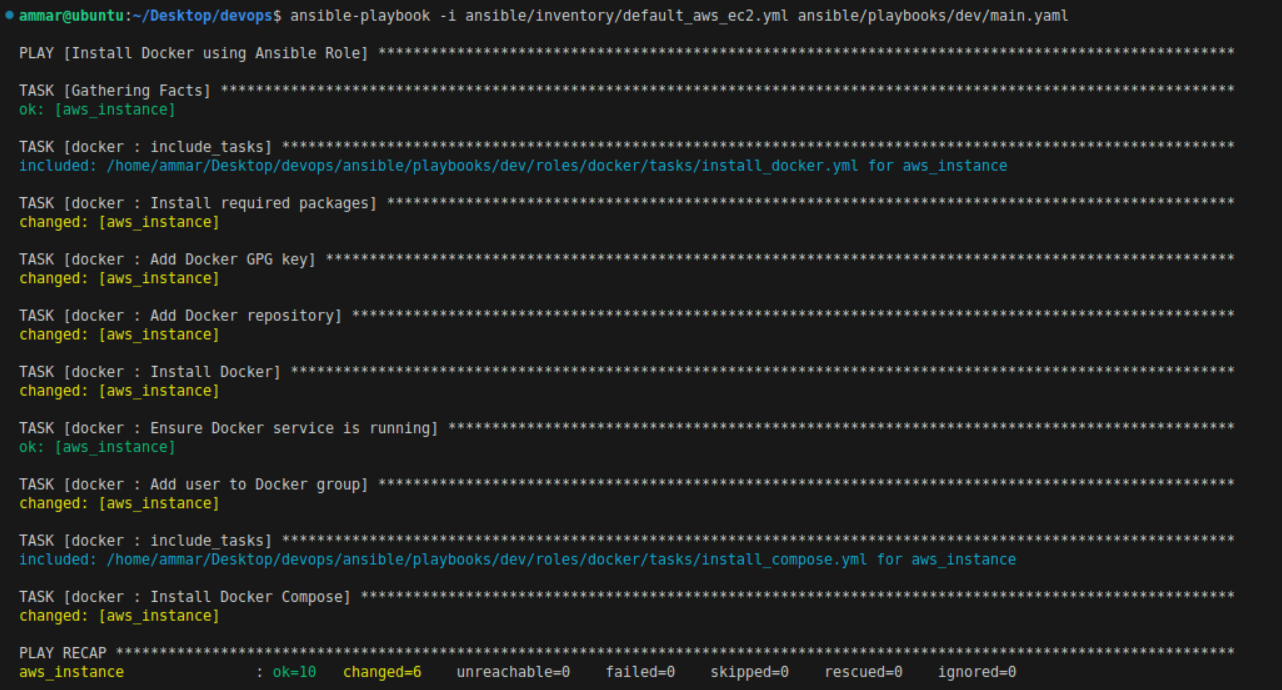 ammar@ubuntu:~/Desktop/devops$ ansible-playbook -i ansible/inventory/default_aws_ec2.yml ansible/playbooks/dev/main.yaml
PLAY [Install Docker using Ansible Role] **************************************************************************************************
TASK [Gathering Facts] ********************************************************************************************************************
ok: [aws_instance]
TASK [docker : include_tasks] *************************************************************************************************************
included: /home/ammar/Desktop/devops/ansible/playbooks/dev/roles/docker/tasks/install_docker.yml for aws_instance
TASK [docker : Install required packages] *************************************************************************************************
changed: [aws_instance]
TASK [docker : Add Docker GPG key] ********************************************************************************************************
changed: [aws_instance]
TASK [docker : Add Docker repository] *****************************************************************************************************
changed: [aws_instance]
TASK [docker : Install Docker] ************************************************************************************************************
changed: [aws_instance]
TASK [docker : Ensure Docker service is running] ******************************************************************************************
ok: [aws_instance]
TASK [docker : Add user to Docker group] **************************************************************************************************
changed: [aws_instance]
TASK [docker : include_tasks] *************************************************************************************************************
included: /home/ammar/Desktop/devops/ansible/playbooks/dev/roles/docker/tasks/install_compose.yml for aws_instance
TASK [docker : Install Docker Compose] ****************************************************************************************************
changed: [aws_instance]
PLAY RECAP ********************************************************************************************************************************
aws_instance               : ok=10   changed=6    unreachable=0    failed=0    skipped=0    rescued=0    ignored=0